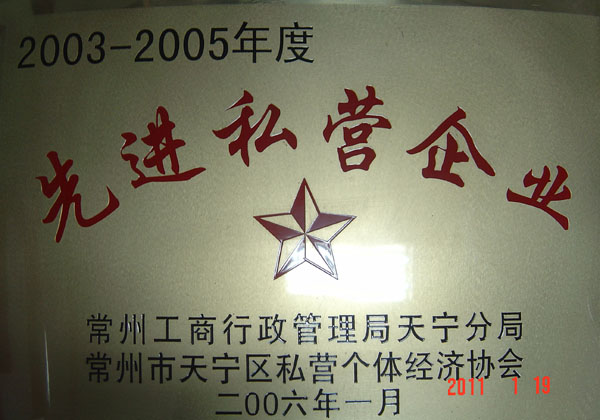 2003-2005年度
先进私营企业
常州工商行政管理局天宁分局
常州市天宁区私营个体经济协会
二00六年一月
2011 1 19